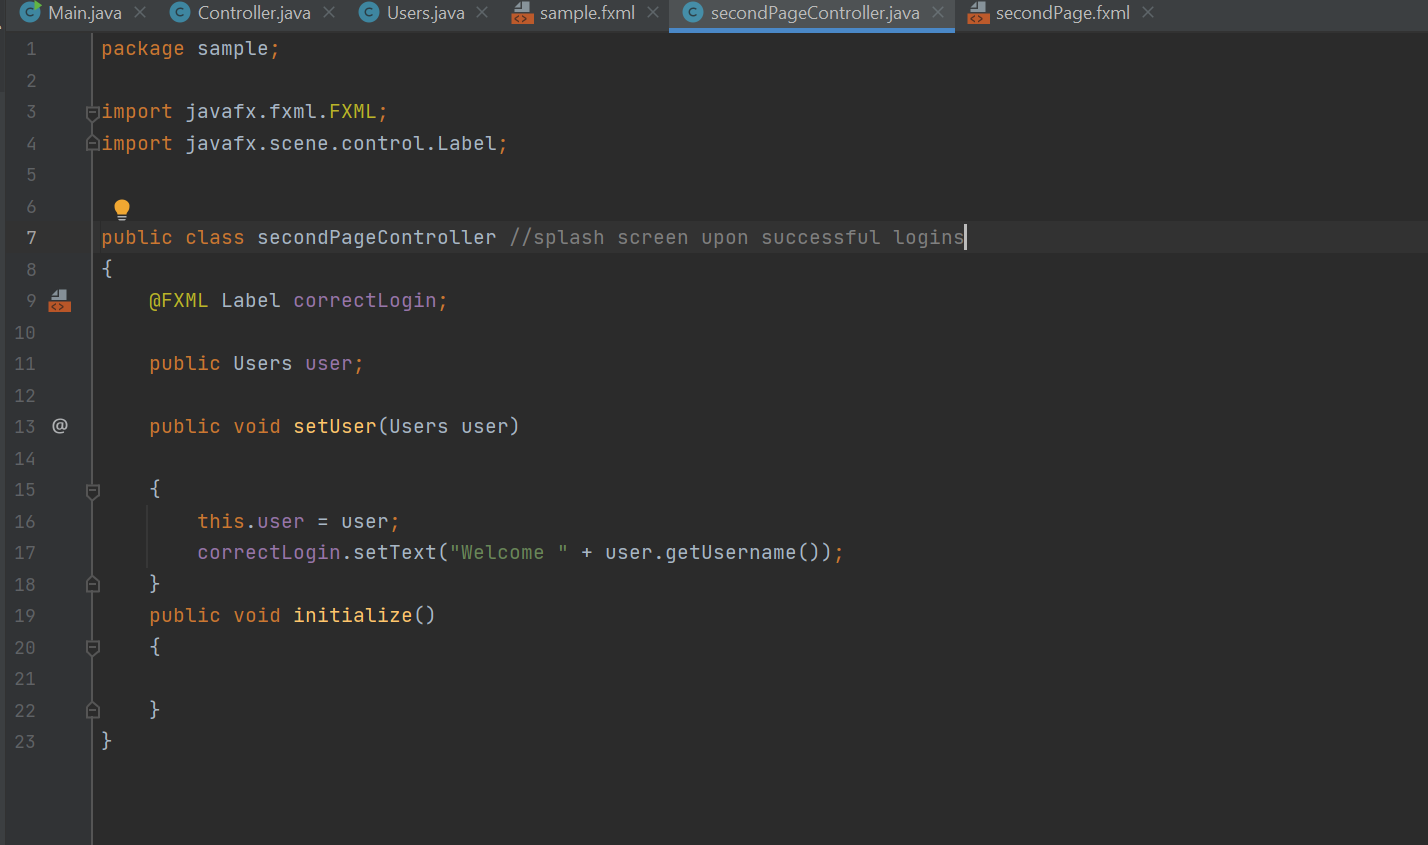 Main.java Controller.java Users.java sample.fxml secondPageController.java secondPage.fxml
1 package sample;
2
3 import javafx.fxml.FXML;
4 import javafx.scene.control.Label;
5
6
7 public class secondPageController //splash screen upon successful logins
8 {
9     @FXML Label correctLogin;
10
11     public Users user;
12
13 @     public void setUser(Users user)
14
15     {
16         this.user = user;
17         correctLogin.setText("Welcome " + user.getUsername());
18     }
19     public void initialize()
20     {
21
22     }
23 }